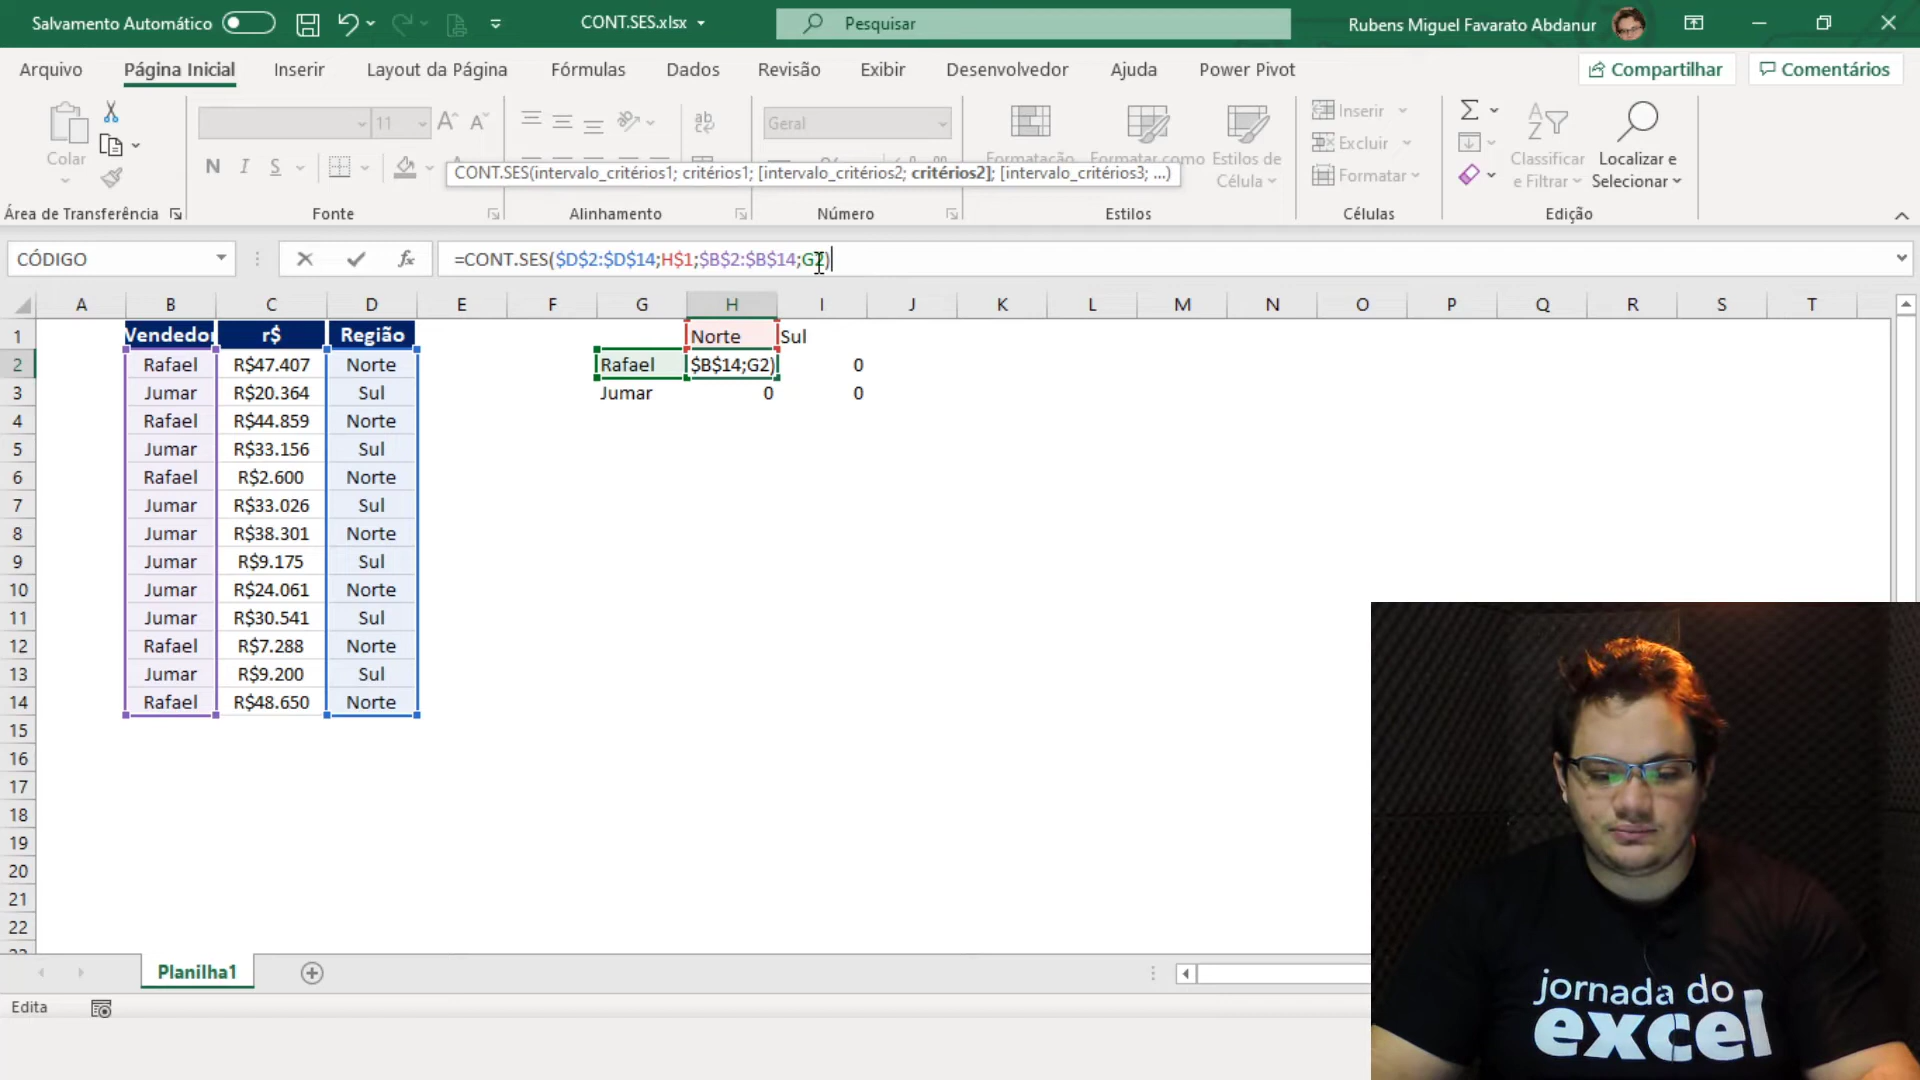 Salvamento Automático
CONT.SES.xlsx
Pesquisar
Rubens Miguel Favarato Abdanur
Arquivo Página Inicial Inserir Layout da Página Fórmulas Dados Revisão Exibir Desenvolvedor Ajuda Power Pivot
Compartilhar
Comentários
Colar
Área de Transferência
11
N I S
Fonte
ab
Alinhamento
Geral
Número
Formatação Formatar como Estilos de
Célula
Estilos
Inserir
Excluir
Formatar
Células
Classificar
e Filtrar
Localizar e
Selecionar
Edição
CONT.SES(intervalo_critérios1; critérios1; [intervalo_critérios2; critérios2]; [intervalo_critérios3; ...)
CÓDIGO
fx
=CONT.SES($D$2:$D$14;H$1;$B$2:$B$14;G2)
A B C D E F G H I J K L M N O P Q R S T
1 Vendedo r$ Região Norte Sul
2 Rafael R$47.407 Norte Rafael $B$14;G2) 0
3 Jumar R$20.364 Sul Jumar 0 0
4 Rafael R$44.859 Norte
5 Jumar R$33.156 Sul
6 Rafael R$2.600 Norte
7 Jumar R$33.026 Sul
8 Jumar R$38.301 Norte
9 Jumar R$9.175 Sul
10 Jumar R$24.061 Norte
11 Jumar R$30.541 Sul
12 Rafael R$7.288 Norte
13 Jumar R$9.200 Sul
14 Rafael R$48.650 Norte
15
16
17
18
19
20
21
22
Planilha1
Edita
jornada do
excel